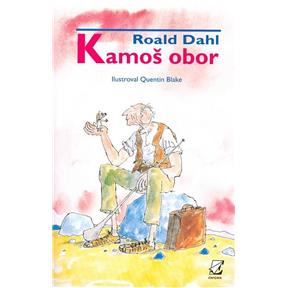 Roald Dahl
Kamoš obor
Ilustroval Quentin Blake